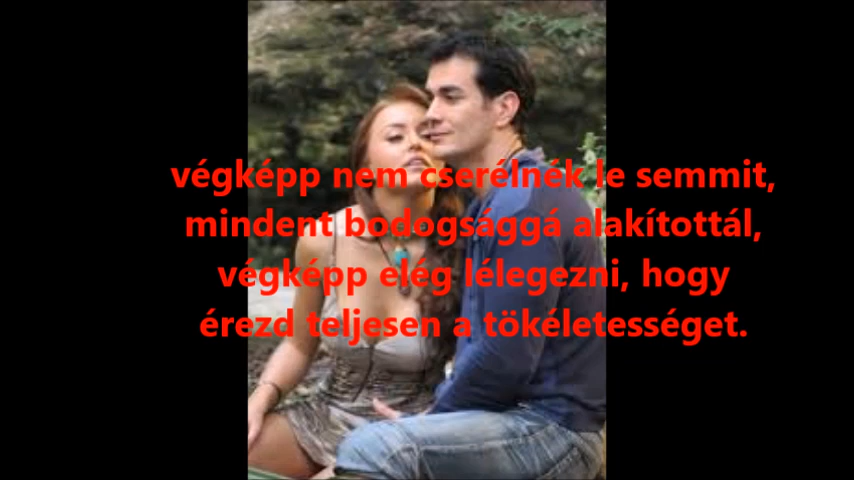 végképp nem cserélnék le semmit,
mindent bodogsággá alakítottál,
végképp elég lélegezni, hogy
érezd teljesen a tökéletességet.